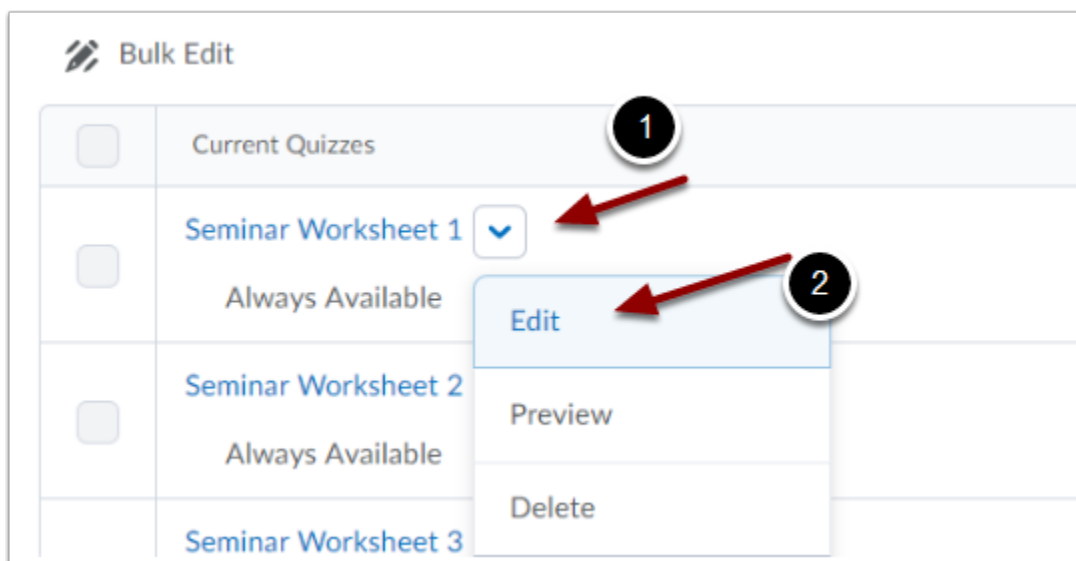 Bulk Edit
Current Quizzes
1
Seminar Worksheet 1
Always Available
2
Edit
Seminar Worksheet 2
Preview
Always Available
Delete
Seminar Worksheet 3